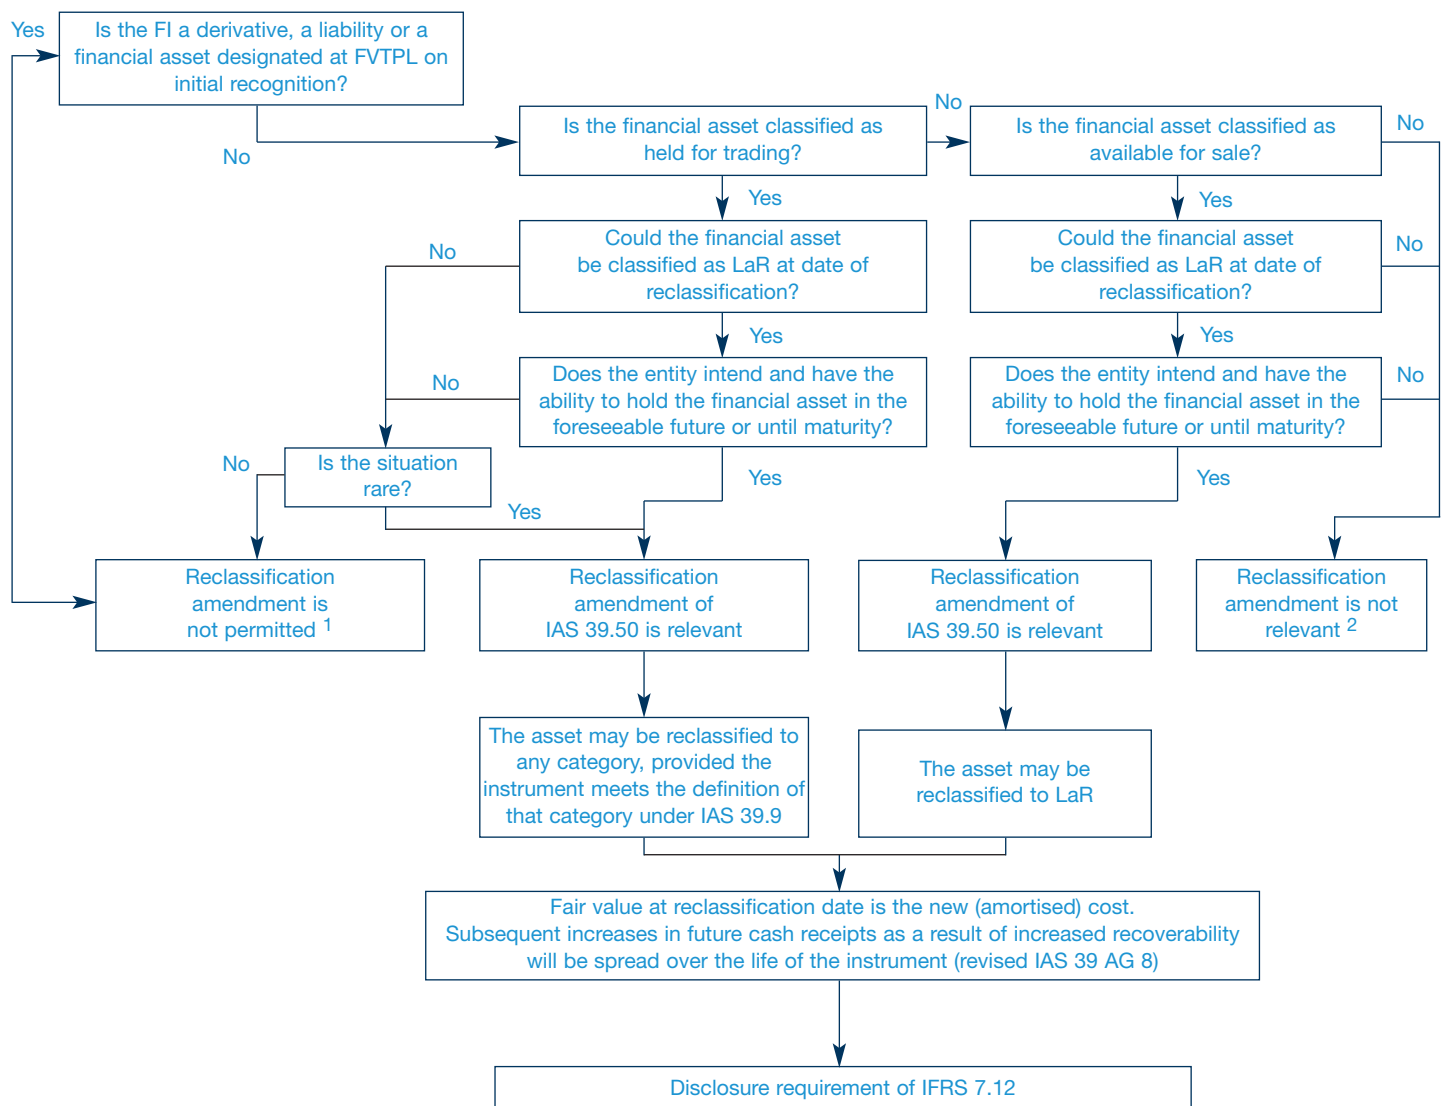 Yes
Is the FI a derivative, a liability or a
financial asset designated at FVTPL on
initial recognition?
No
Is the financial asset classified as
held for trading?
No
Is the financial asset classified as
available for sale?
No
Yes
Yes
Could the financial asset
be classified as LaR at date of
reclassification?
No
Could the financial asset
be classified as LaR at date of
reclassification?
No
Yes
Yes
Does the entity intend and have the
ability to hold the financial asset in the
foreseeable future or until maturity?
No
Does the entity intend and have the
ability to hold the financial asset in the
foreseeable future or until maturity?
No
Is the situation
rare?
No
Yes
Yes
Yes
Reclassification
amendment is
not permitted 1
Reclassification
amendment of
IAS 39.50 is relevant
Reclassification
amendment of
IAS 39.50 is relevant
Reclassification
amendment is not
relevant 2
The asset may be reclassified to
any category, provided the
instrument meets the definition of
that category under IAS 39.9
The asset may be
reclassified to LaR
Fair value at reclassification date is the new (amortised) cost.
Subsequent increases in future cash receipts as a result of increased recoverability
will be spread over the life of the instrument (revised IAS 39 AG 8)
Disclosure requirement of IFRS 7.12